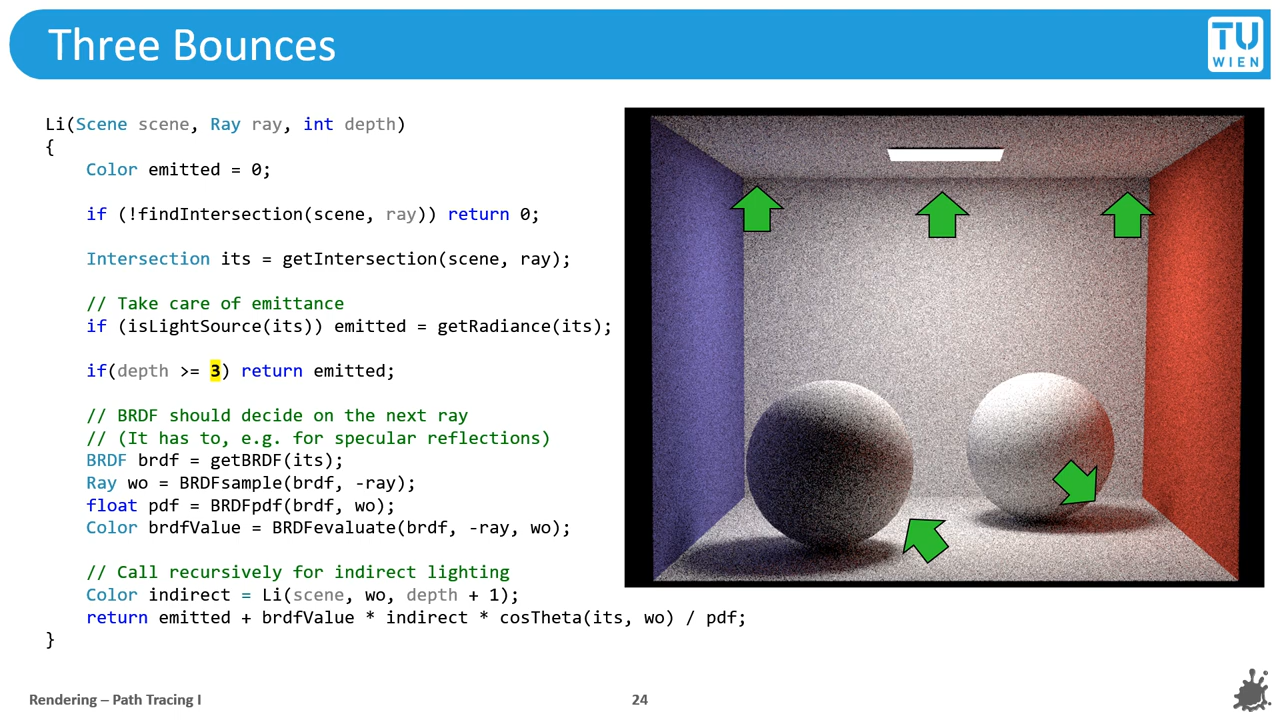 Three Bounces
TU
WIEN
Li(Scene scene, Ray ray, int depth)
{
Color emitted = 0;
if (!findIntersection(scene, ray)) return 0;
Intersection its = getIntersection(scene, ray);
// Take care of emittance
if (isLightSource(its)) emitted = getRadiance(its);
if(depth >= 3) return emitted;
// BRDF should decide on the next ray
// (It has to, e.g. for specular reflections)
BRDF brdf = getBRDF(its);
Ray wo = BRDFsample(brdf, -ray);
float pdf = BRDFpdf(brdf, wo);
Color brdfValue = BRDFevaluate(brdf, -ray, wo);
// Call recursively for indirect lighting
Color indirect = Li(scene, wo, depth + 1);
return emitted + brdfValue * indirect * cosTheta(its, wo) / pdf;
}
Rendering – Path Tracing I
24